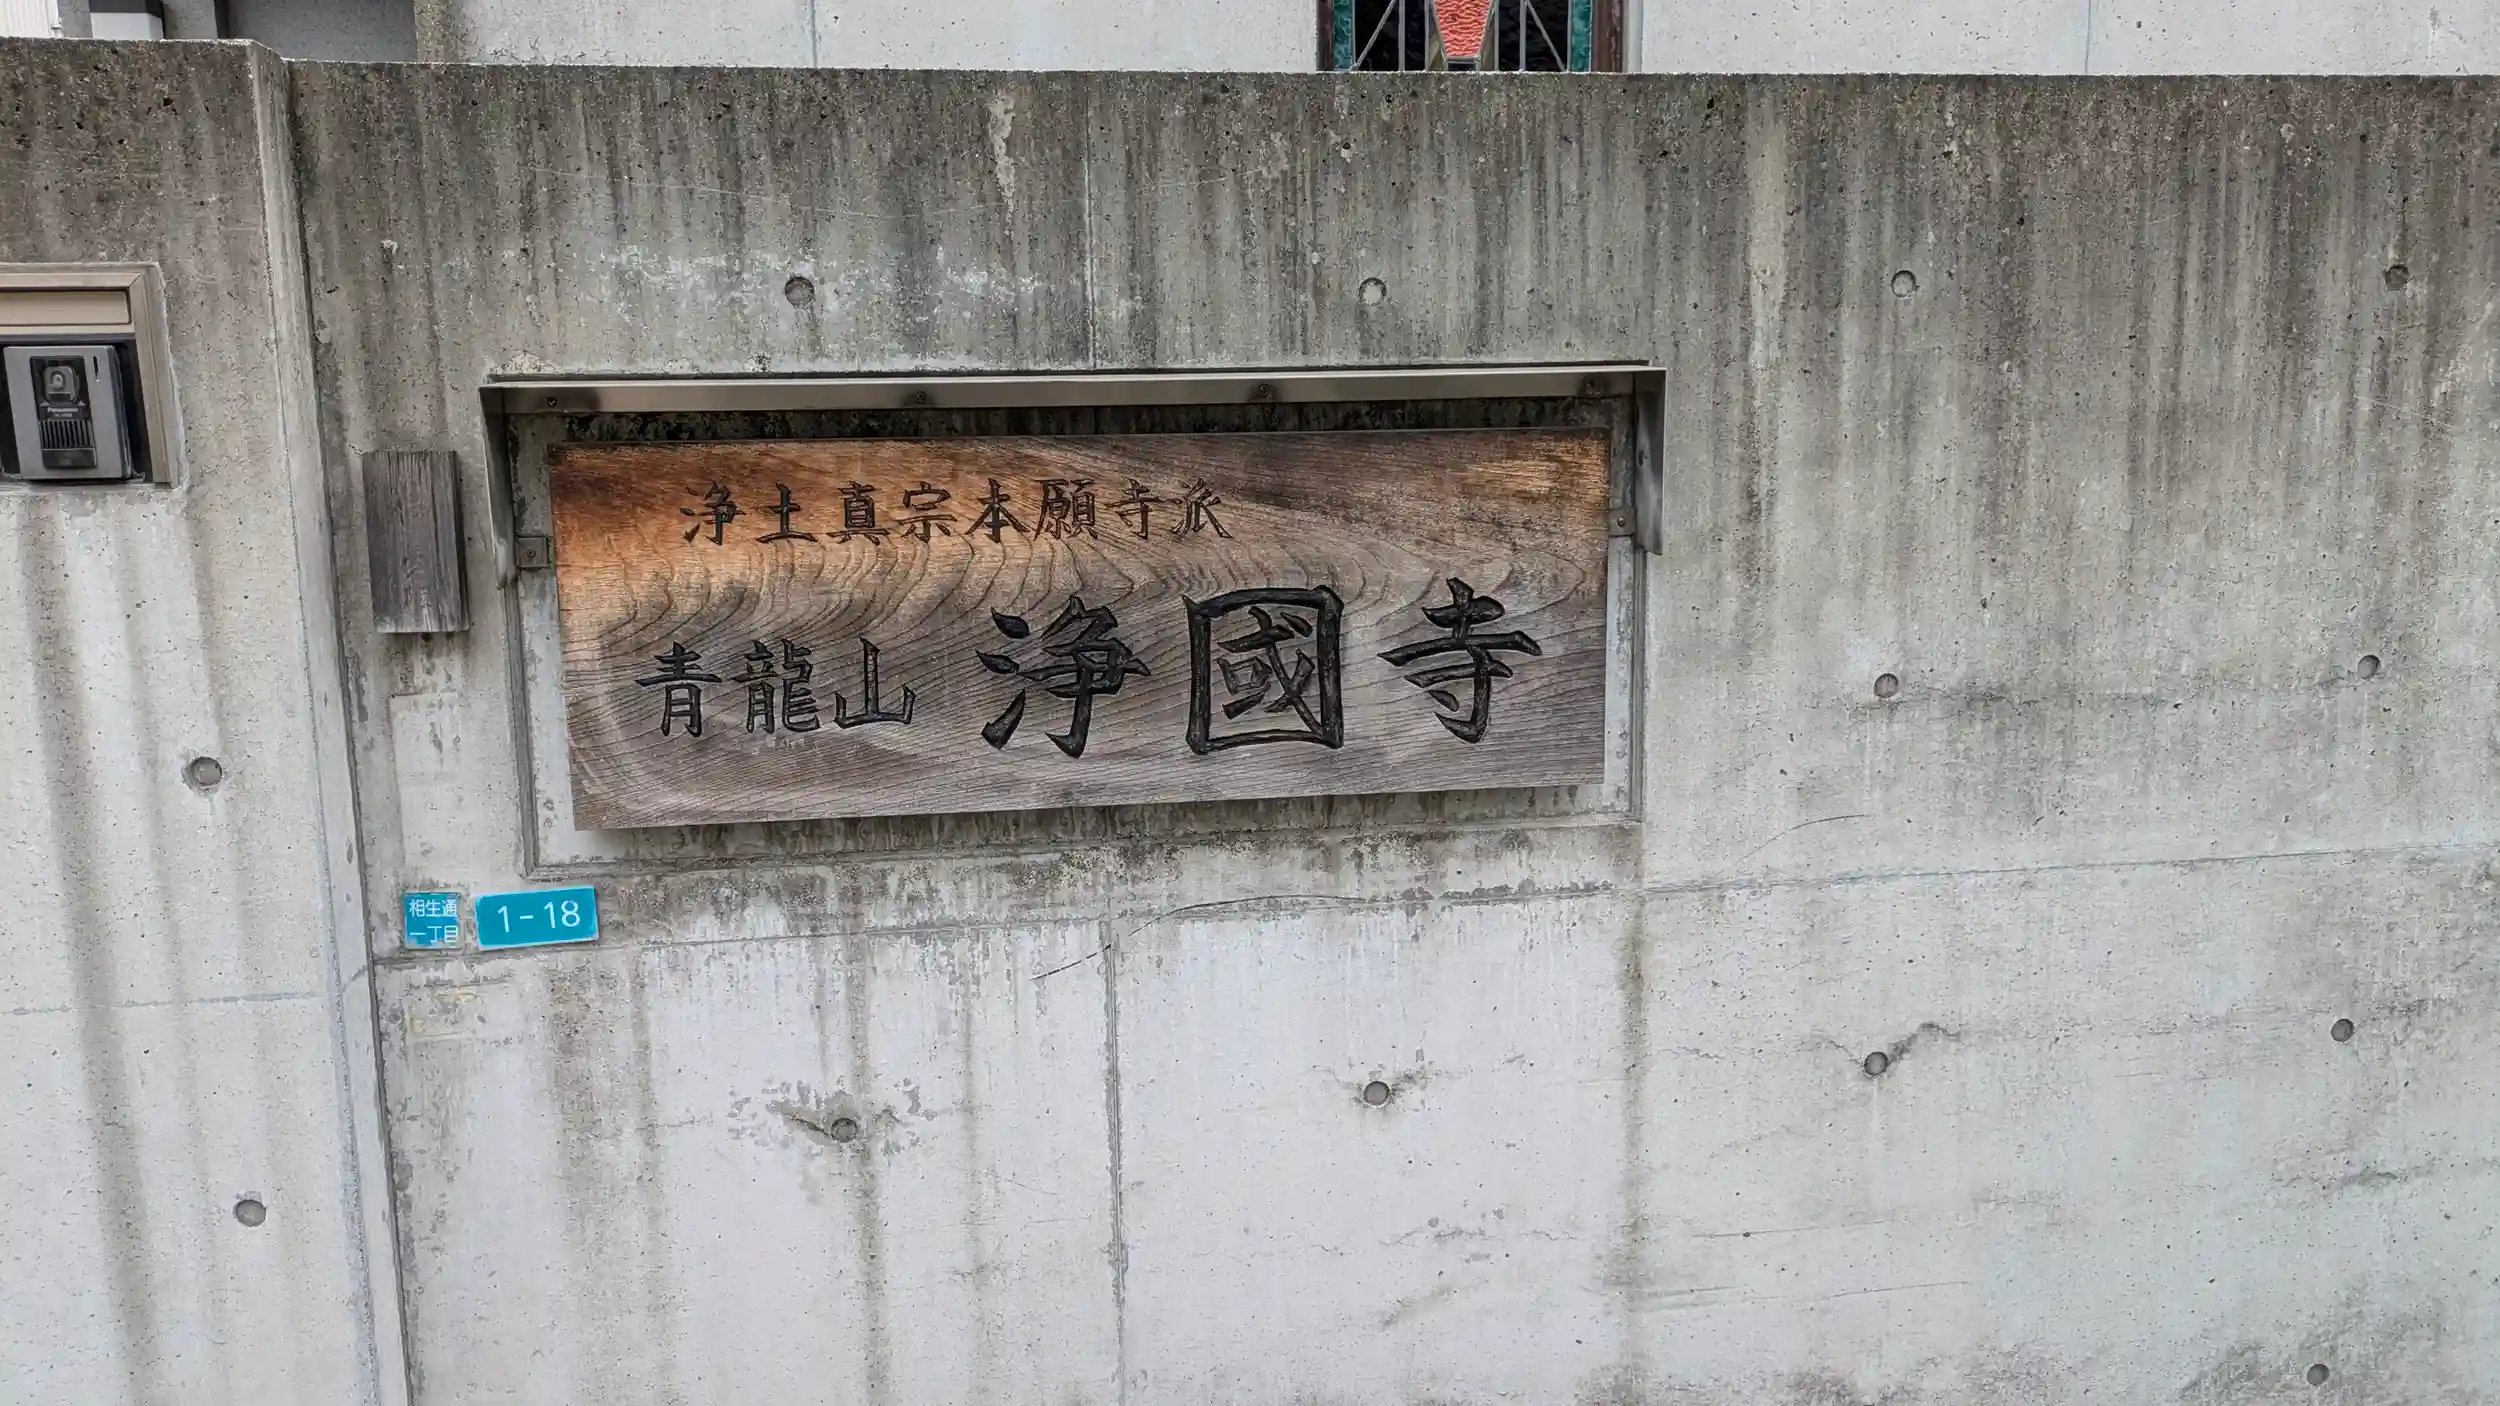 浄土真宗本願寺派
青龍山 浄國寺
相生通
一丁目
1-18
Panasonic